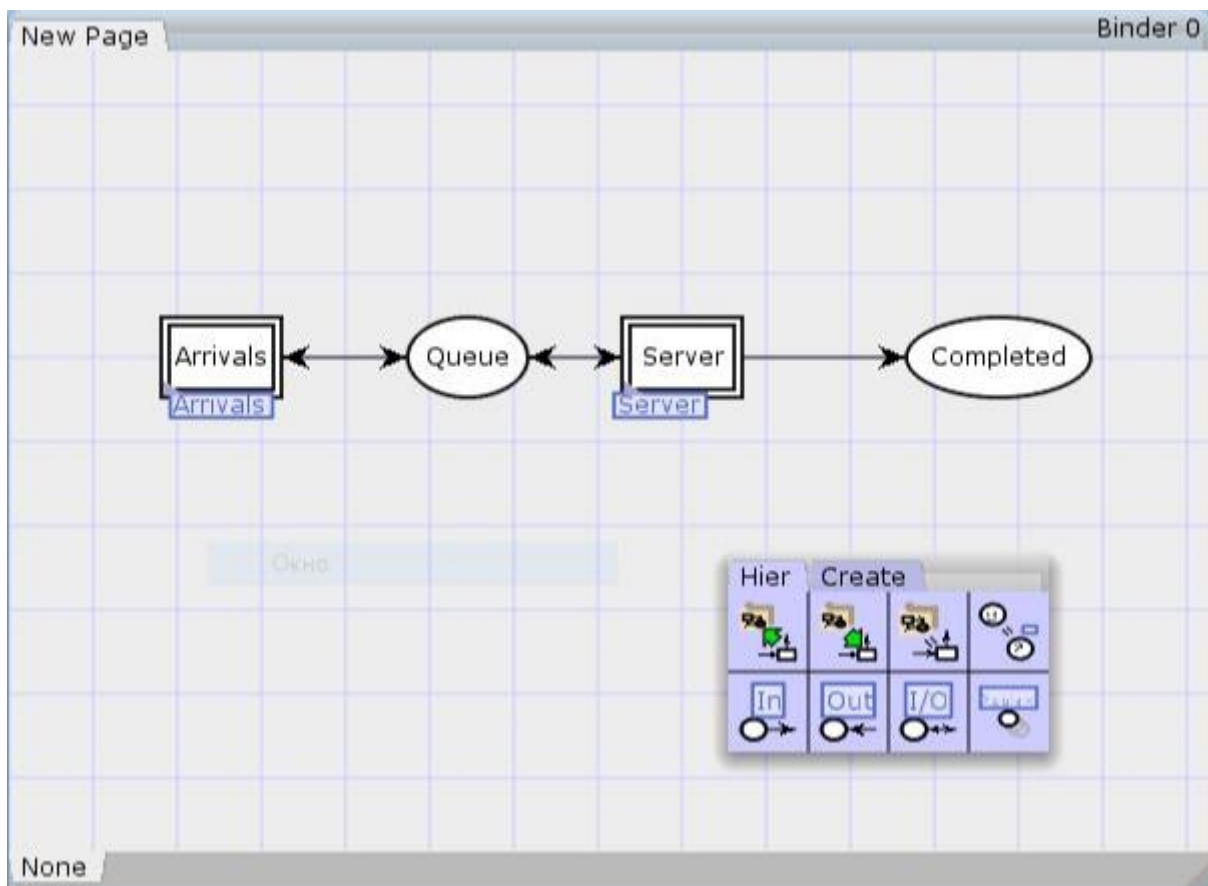 New Page
Binder 0
Arrivals
Queue
Server
Completed
Arrivals
Server
Окно
Hier
Create
In
Out
I/O
None